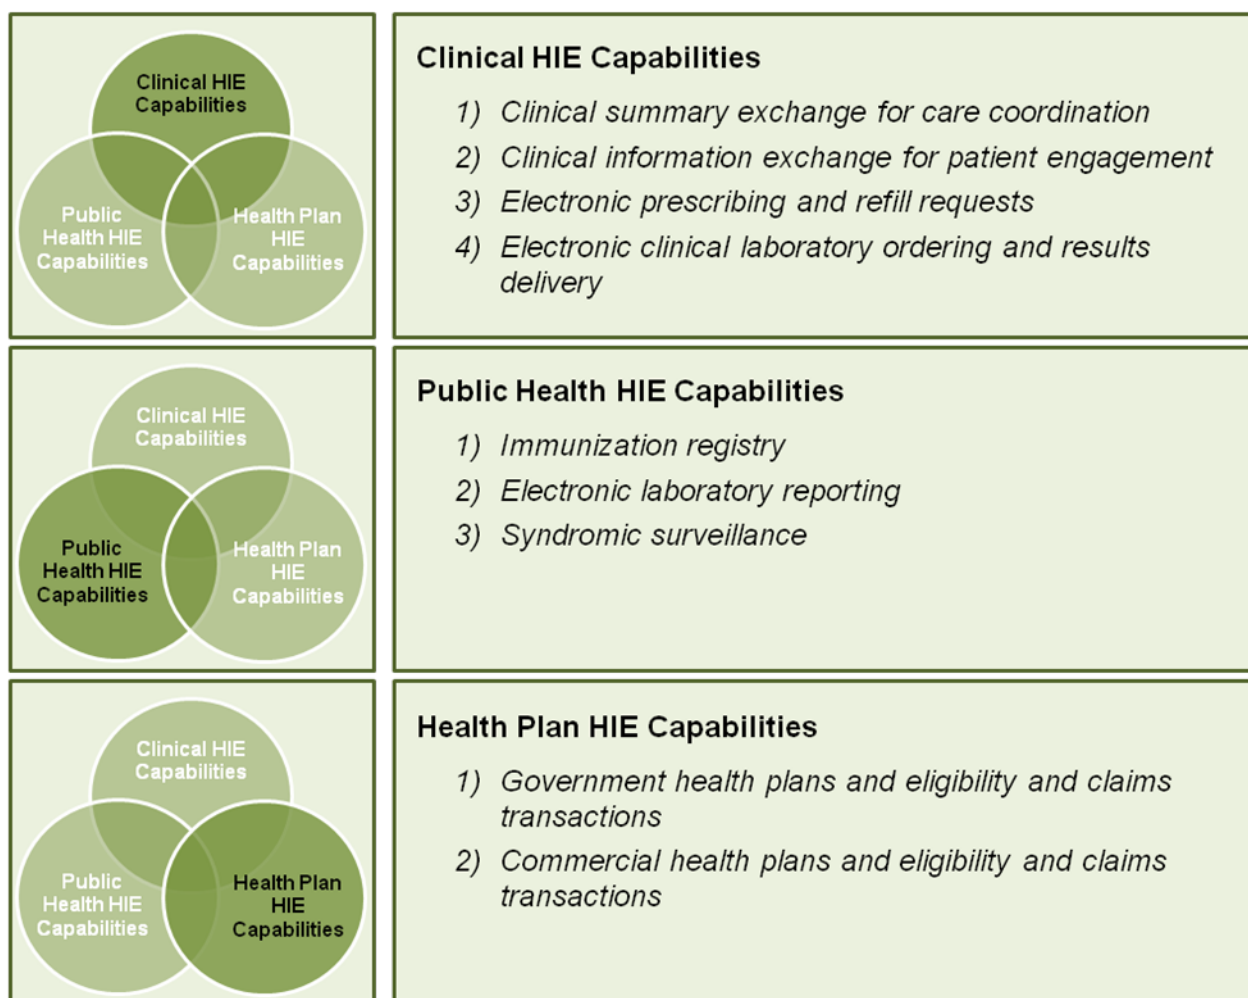 Clinical HIE
Capabilities
Public
Health HIE
Capabilities
Health Plan
HIE
Capabilities
Clinical HIE Capabilities
1) Clinical summary exchange for care coordination
2) Clinical information exchange for patient engagement
3) Electronic prescribing and refill requests
4) Electronic clinical laboratory ordering and results
delivery
Clinical HIE
Capabilities
Public
Health HIE
Capabilities
Health Plan
HIE
Capabilities
Public Health HIE Capabilities
1) Immunization registry
2) Electronic laboratory reporting
3) Syndromic surveillance
Clinical HIE
Capabilities
Public
Health HIE
Capabilities
Health Plan
HIE
Capabilities
Health Plan HIE Capabilities
1) Government health plans and eligibility and claims
transactions
2) Commercial health plans and eligibility and claims
transactions